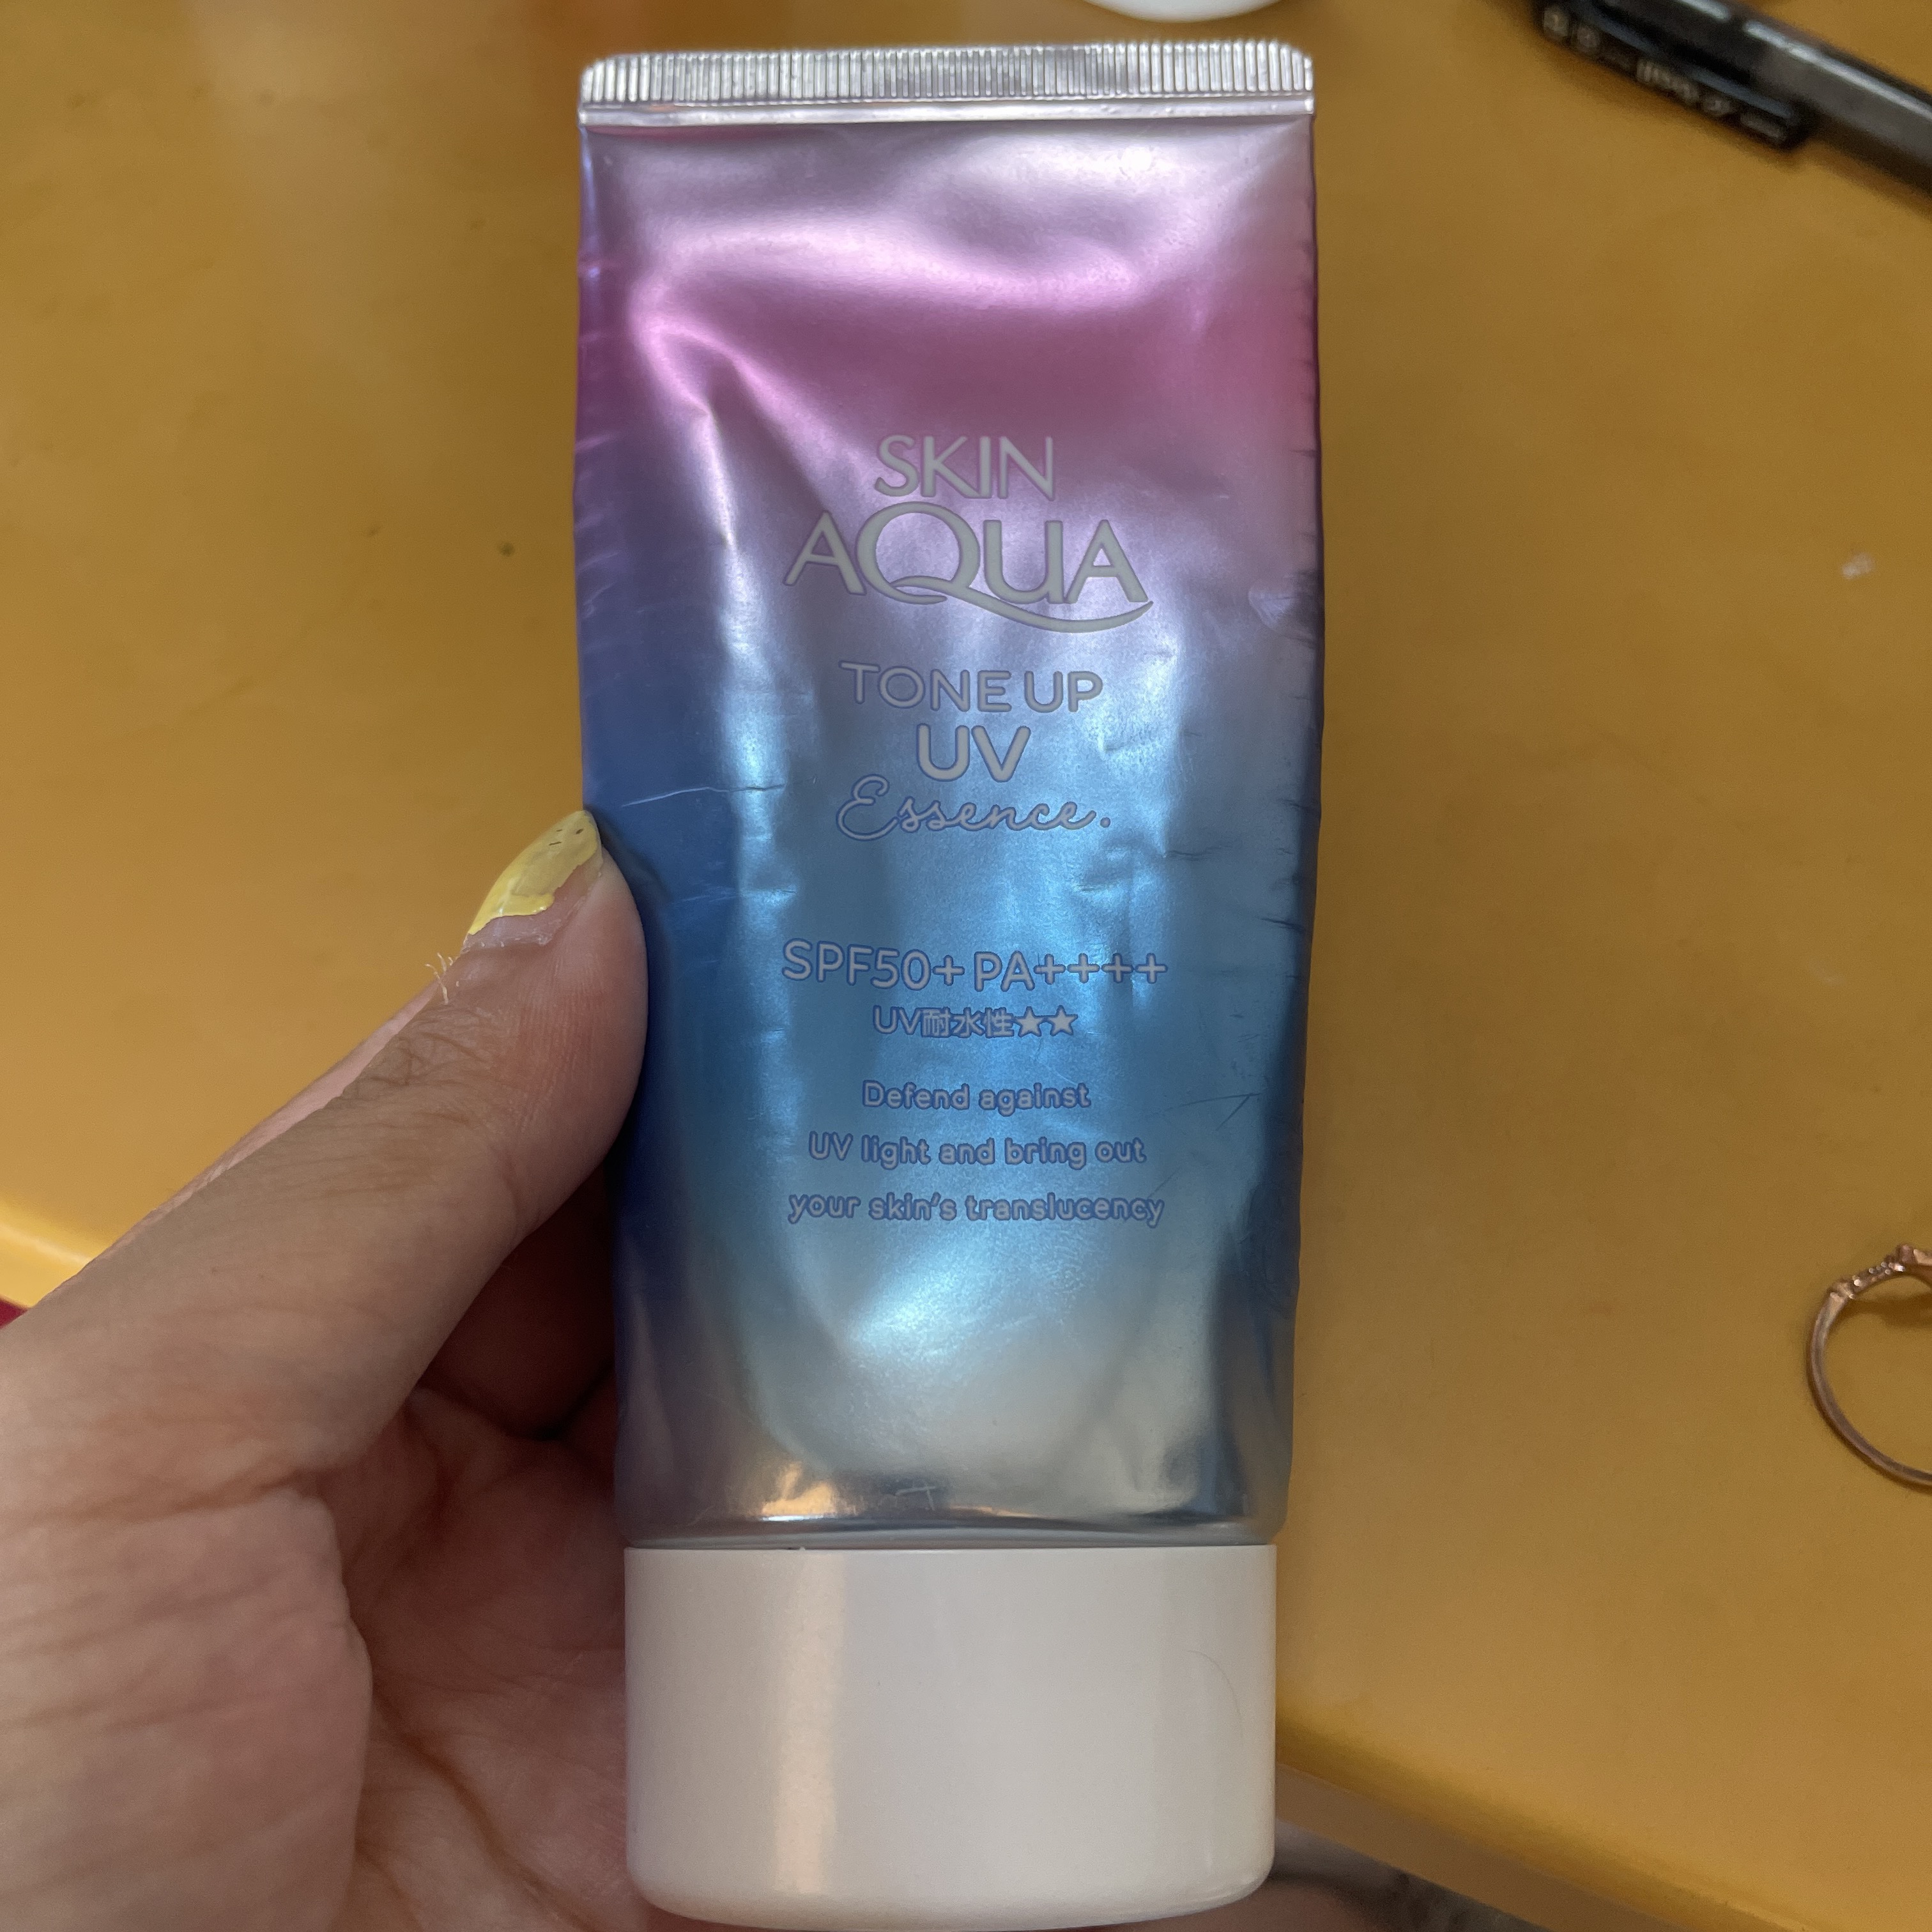 SKIN
AQUA
TONE UP
UV
Essence.
SPF50+ PA++++
UV耐水性★★
Defend against
UV light and bring out
your skin's translucency